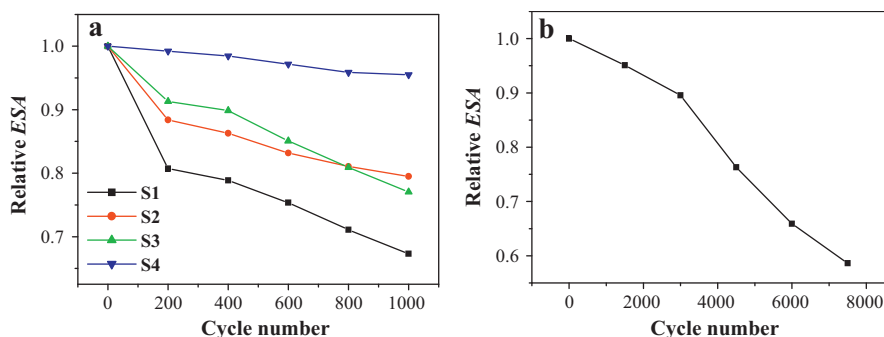 a
Relative ESA
1.0
0.9
0.8
0.7
S1
S2
S3
S4
0 200 400 600 800 1000
Cycle number
b
Relative ESA
1.0
0.9
0.8
0.7
0.6
0 2000 4000 6000 8000
Cycle number